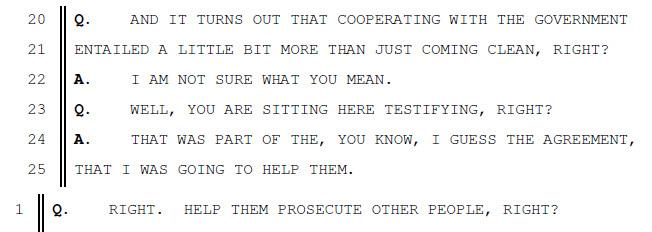 20 Q. AND IT TURNS OUT THAT COOPERATING WITH THE GOVERNMENT
21 ENTAILED A LITTLE BIT MORE THAN JUST COMING CLEAN, RIGHT?
22 A. I AM NOT SURE WHAT YOU MEAN.
23 Q. WELL, YOU ARE SITTING HERE TESTIFYING, RIGHT?
24 A. THAT WAS PART OF THE, YOU KNOW, I GUESS THE AGREEMENT,
25 THAT I WAS GOING TO HELP THEM.
1 Q. RIGHT. HELP THEM PROSECUTE OTHER PEOPLE, RIGHT?